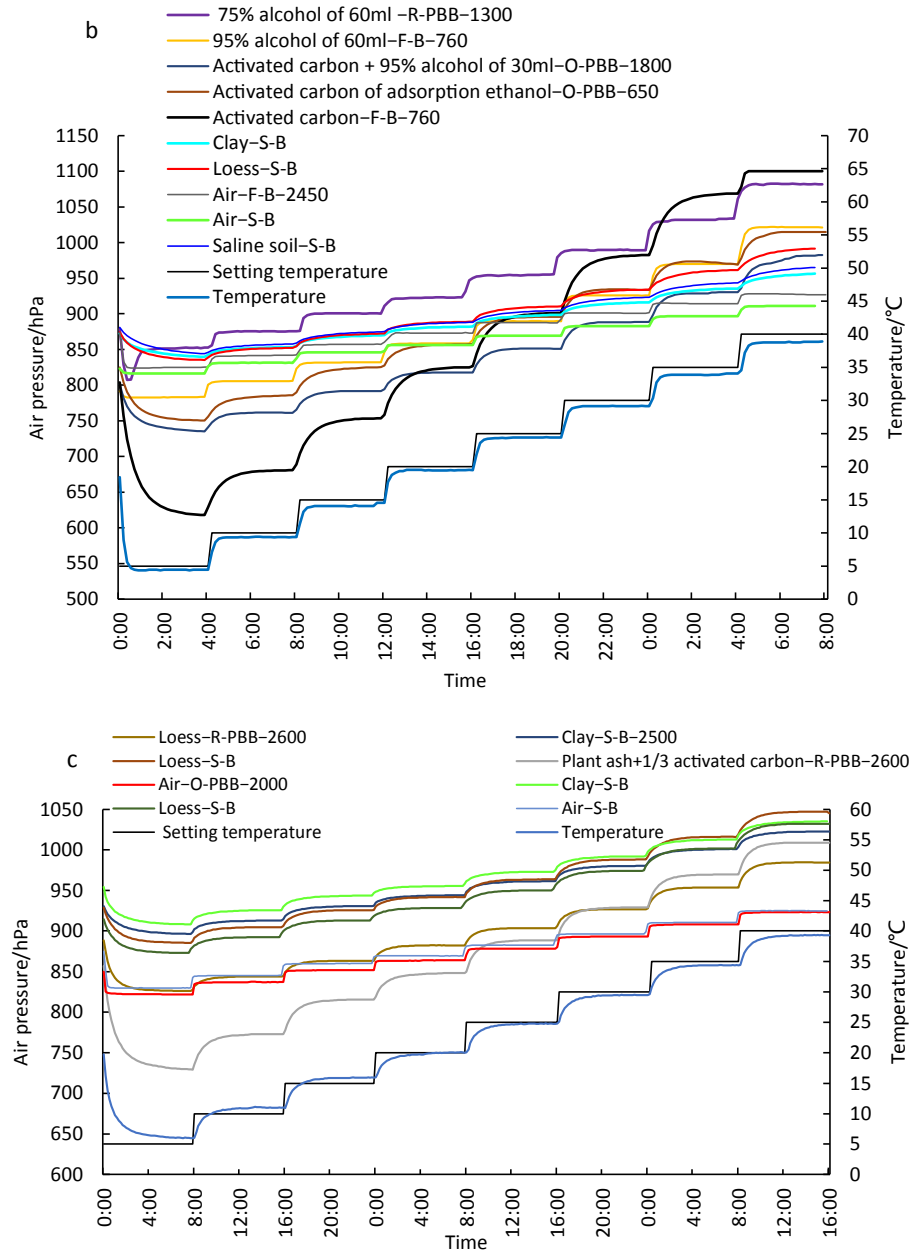 b
75% alcohol of 60ml –R-PBB-1300
95% alcohol of 60ml–F-B–760
Activated carbon + 95% alcohol of 30ml-O-PBB–1800
Activated carbon of adsorption ethanol–O-PBB–650
Activated carbon–F-B–760
Clay–S-B
Loess–S-B
Air–F-B–2450
Air–S-B
Saline soil–S-B
Setting temperature
Temperature
1150
1100
1050
1000
950
900
850
800
750
700
650
600
550
500
Air pressure/hPa
70
65
60
55
50
45
40
35
30
25
20
15
10
5
0
Temperature/°C
0:00
2:00
4:00
8:00
10:00
12:00
14:00
16:00
18:00
20:00
22:00
0:00
2:00
4:00
6:00
8:00
Time
c
Loess–R-PBB–2600
Clay–S-B–2500
Loess–S-B
Plant ash+1/3 activated carbon–R-PBB–2600
Air–O-PBB–2000
Clay–S-B
Loess–S-B
Air–S-B
Setting temperature
Temperature
1050
1000
950
900
850
800
750
700
650
600
Air pressure/hPa
60
55
50
45
40
35
30
25
20
15
10
5
0
Temperature/°C
0:00
4:00
8:00
12:00
16:00
20:00
0:00
4:00
8:00
12:00
16:00
20:00
0:00
4:00
8:00
12:00
16:00
Time